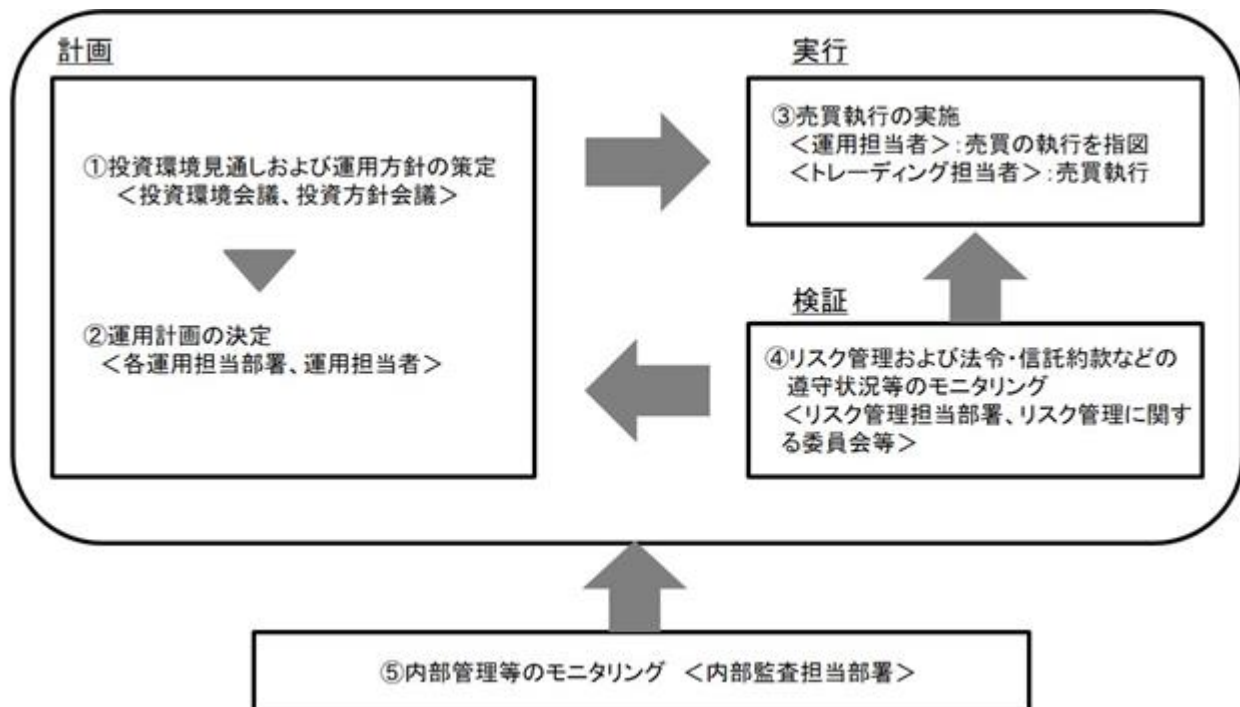 計画
①投資環境見通しおよび運用方針の策定
＜投資環境会議、投資方針会議＞
②運用計画の決定
＜各運用担当部署、運用担当者＞
実行
③売買執行の実施
＜運用担当者＞：売買の執行を指図
＜トレーディング担当者＞：売買執行
検証
④リスク管理および法令・信託約款などの
遵守状況等のモニタリング
＜リスク管理担当部署、リスク管理に関す
る委員会等＞
⑤内部管理等のモニタリング ＜内部監査担当部署＞